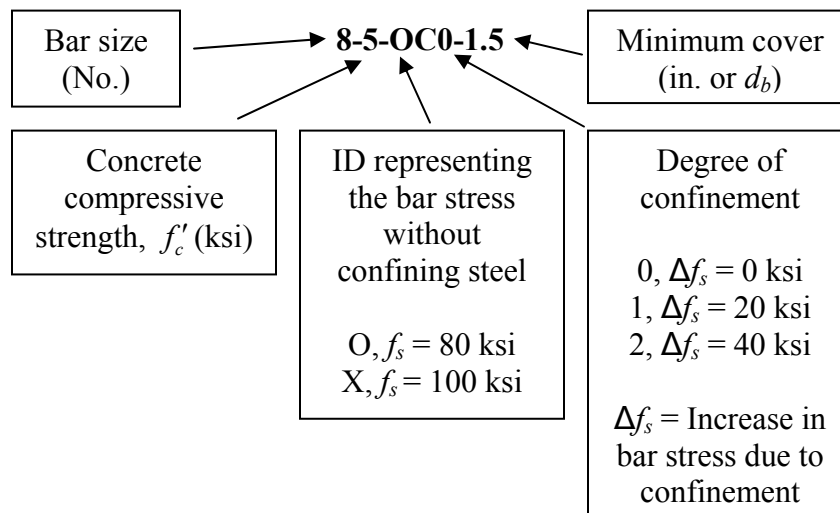 Bar size
(No.)
8-5-OC0-1.5
Minimum cover
(in. or d_b)
Concrete
compressive
strength, f′_c (ksi)
ID representing
the bar stress
without
confining steel
O, f_s = 80 ksi
X, f_s = 100 ksi
Degree of
confinement
0, Δf_s = 0 ksi
1, Δf_s = 20 ksi
2, Δf_s = 40 ksi
Δf_s = Increase in
bar stress due to
confinement